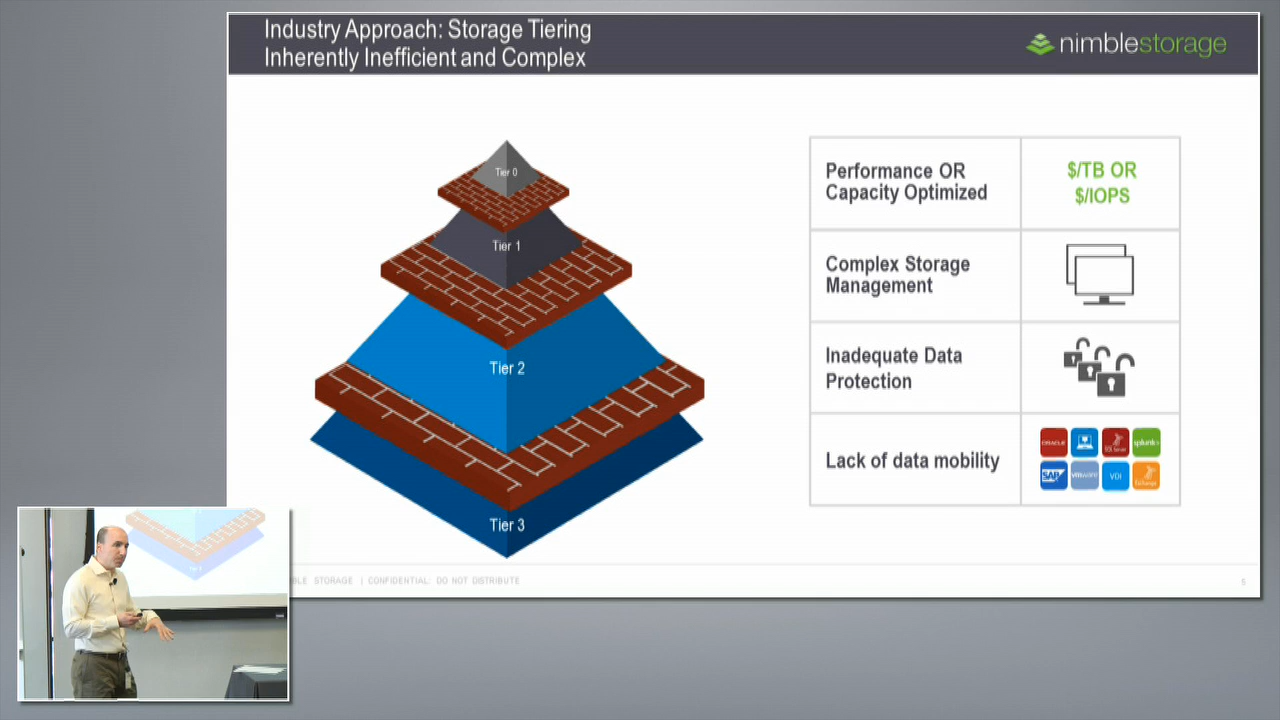 Industry Approach: Storage Tiering
Inherently Inefficient and Complex
nimblestorage
Tier 0
Tier 1
Tier 2
Tier 3
Performance OR
Capacity Optimized
$/TB OR
$/IOPS
Complex Storage
Management
Inadequate Data
Protection
Lack of data mobility
ORACLE
SQL Server
splunk>
SAP
vmware
VDI
Exchange
STORAGE | CONFIDENTIAL: DO NOT DISTRIBUTE
5